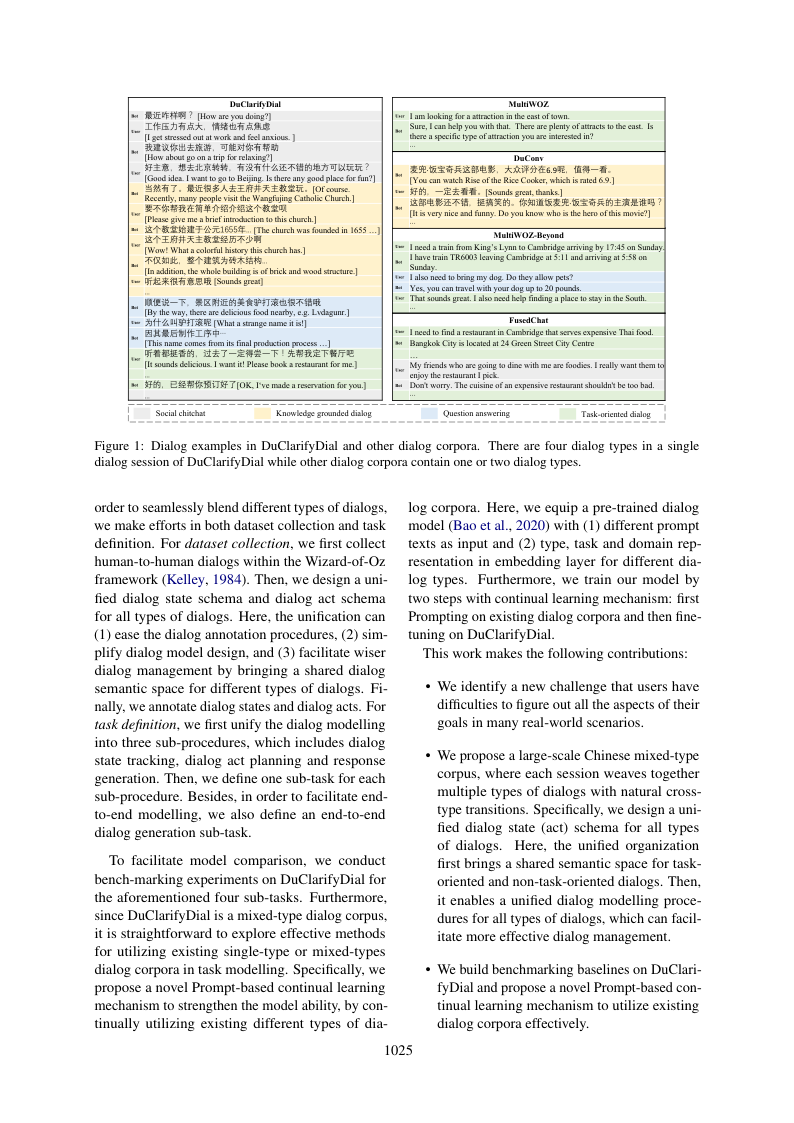 DuClarifyDial
Bot 最近咋样啊？ [How are you doing?]
User 工作压力有点大，情绪也有点焦虑
[I get stressed out at work and feel anxious. ]
Bot 我建议你出去旅游，可能对你有帮助
[How about go on a trip for relaxing?]
User 好主意，想去北京转转，有没有什么还不错的地方可以玩玩？
[Good idea. I want to go to Beijing. Is there any good place for fun?]
Bot 当然有了。最近很多人去王府井天主教堂玩。[Of course.
Recently, many people visit the Wangfujing Catholic Church.]
User 要不你帮我在简单介绍介绍这个教堂呗
[Please give me a brief introduction to this church.]
Bot 这个教堂始建于公元1655年... [The church was founded in 1655 …]
User 这个王府井天主教堂经历不少啊
[Wow! What a colorful history this church has.]
Bot 不仅如此，整个建筑为砖木结构...
[In addition, the whole building is of brick and wood structure.]
User 听起来很有意思哦 [Sounds great]
...
Bot 顺便说一下，景区附近的美食驴打滚也很不错哦
[By the way, there are delicious food nearby, e.g. Lvdagunr.]
User 为什么叫驴打滚呢 [What a strange name it is!]
Bot 因其最后制作工序中…
[This name comes from its final production process …]
User 听着都挺香的，过去了一定得尝一下！先帮我定下餐厅吧
[It sounds delicious. I want it! Please book a restaurant for me.]
...
Bot 好的，已经帮你预订好了[OK, I’ve made a reservation for you.]
...
MultiWOZ
User I am looking for a attraction in the east of town.
Bot Sure, I can help you with that. There are plenty of attracts to the east. Is
there a specific type of attraction you are interested in?
...
DuConv
Bot 麦兜·饭宝奇兵这部电影，大众评分在6.9呢，值得一看。
[You can watch Rise of the Rice Cooker, which is rated 6.9.]
User 好的，一定去看看。[Sounds great, thanks.]
Bot 这部电影还不错，挺搞笑的。你知道饭麦兜·饭宝奇兵的主演是谁吗？
[It is very nice and funny. Do you know who is the hero of this movie?]
...
MultiWOZ-Beyond
User I need a train from King’s Lynn to Cambridge arriving by 17:45 on Sunday.
Bot I have train TR6003 leaving Cambridge at 5:11 and arriving at 5:58 on
Sunday.
User I also need to bring my dog. Do they allow pets?
Bot Yes, you can travel with your dog up to 20 pounds.
User That sounds great. I also need help finding a place to stay in the South.
...
FusedChat
User I need to find a restaurant in Cambridge that serves expensive Thai food.
Bot Bangkok City is located at 24 Green Street City Centre
…
User My friends who are going to dine with me are foodies. I really want them to
enjoy the restaurant I pick.
Bot Don't worry. The cuisine of an expensive restaurant shouldn't be too bad.
...
Social chitchat
Knowledge grounded dialog
Question answering
Task-oriented dialog
Figure 1: Dialog examples in DuClarifyDial and other dialog corpora. There are four dialog types in a single
dialog session of DuClarifyDial while other dialog corpora contain one or two dialog types.
order to seamlessly blend different types of dialogs,
we make efforts in both dataset collection and task
definition. For dataset collection, we first collect
human-to-human dialogs within the Wizard-of-Oz
framework (Kelley, 1984). Then, we design a uni-
fied dialog state schema and dialog act schema
for all types of dialogs. Here, the unification can
(1) ease the dialog annotation procedures, (2) sim-
plify dialog model design, and (3) facilitate wiser
dialog management by bringing a shared dialog
semantic space for different types of dialogs. Fi-
nally, we annotate dialog states and dialog acts. For
task definition, we first unify the dialog modelling
into three sub-procedures, which includes dialog
state tracking, dialog act planning and response
generation. Then, we define one sub-task for each
sub-procedure. Besides, in order to facilitate end-
to-end modelling, we also define an end-to-end
dialog generation sub-task.
To facilitate model comparison, we conduct
bench-marking experiments on DuClarifyDial for
the aforementioned four sub-tasks. Furthermore,
since DuClarifyDial is a mixed-type dialog corpus,
it is straightforward to explore effective methods
for utilizing existing single-type or mixed-types
dialog corpora in task modelling. Specifically, we
propose a novel Prompt-based continual learning
mechanism to strengthen the model ability, by con-
tinually utilizing existing different types of dia-
log corpora. Here, we equip a pre-trained dialog
model (Bao et al., 2020) with (1) different prompt
texts as input and (2) type, task and domain rep-
resentation in embedding layer for different dia-
log types. Furthermore, we train our model by
two steps with continual learning mechanism: first
Prompting on existing dialog corpora and then fine-
tuning on DuClarifyDial.
This work makes the following contributions:
• We identify a new challenge that users have
difficulties to figure out all the aspects of their
goals in many real-world scenarios.
• We propose a large-scale Chinese mixed-type
corpus, where each session weaves together
multiple types of dialogs with natural cross-
type transitions. Specifically, we design a uni-
fied dialog state (act) schema for all types
of dialogs. Here, the unified organization
first brings a shared semantic space for task-
oriented and non-task-oriented dialogs. Then,
it enables a unified dialog modelling proce-
dures for all types of dialogs, which can facil-
itate more effective dialog management.
• We build benchmarking baselines on DuClari-
fyDial and propose a novel Prompt-based con-
tinual learning mechanism to utilize existing
dialog corpora effectively.
1025